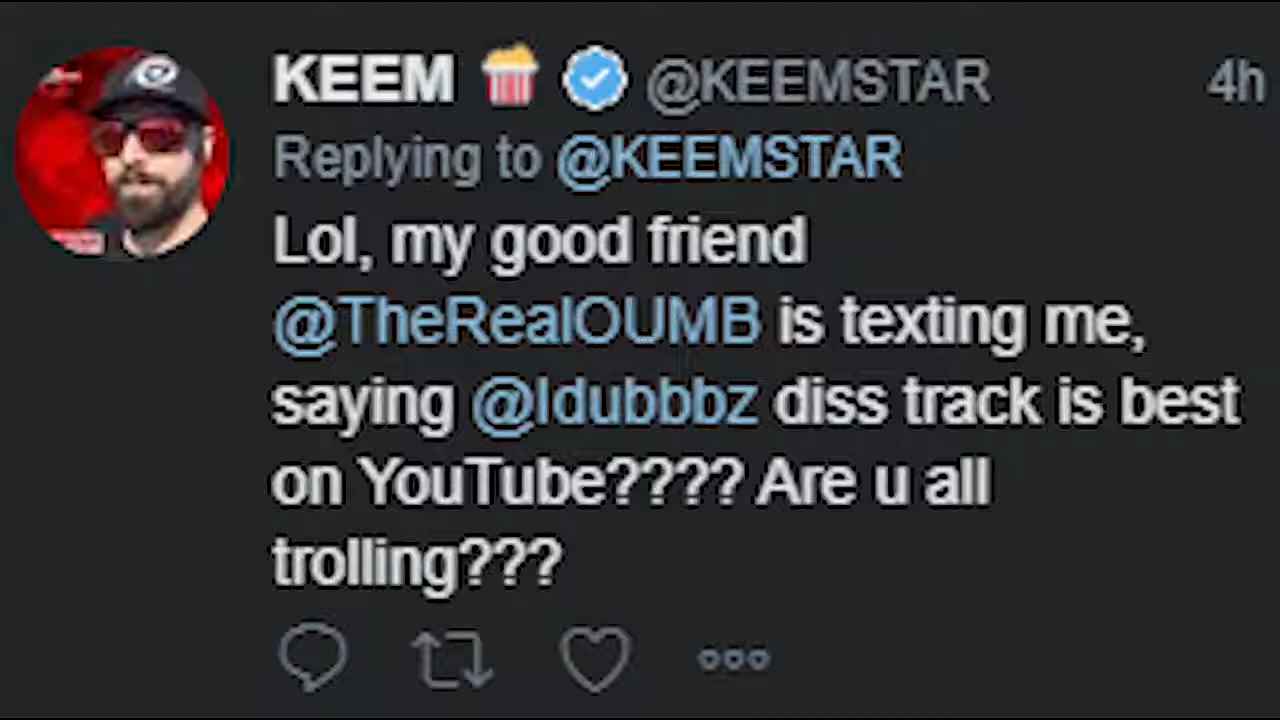 KEEM 🍿 @KEEMSTAR 4h
Replying to @KEEMSTAR
Lol, my good friend
@TheRealOUMB is texting me,
saying @Idubbbz diss track is best
on YouTube???? Are u all
trolling???